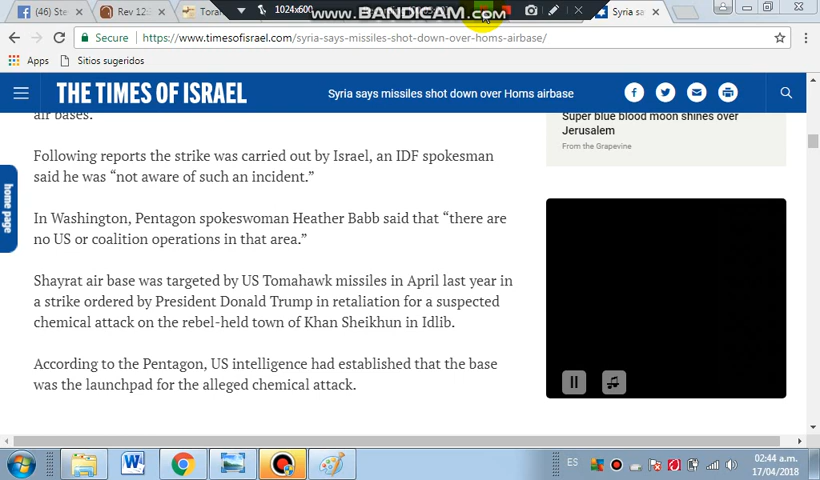 (46) Ste
Rev 12:
Torah
1024x600
www.BANDICAM.com
Syria sa
Secure
https://www.timesofisrael.com/syria-says-missiles-shot-down-over-homs-airbase/
Apps
Sitios sugeridos
THE TIMES OF ISRAEL
Syria says missiles shot down over Homs airbase
air bases.
Following reports the strike was carried out by Israel, an IDF spokesman
said he was “not aware of such an incident.”
In Washington, Pentagon spokeswoman Heather Babb said that “there are
no US or coalition operations in that area.”
Shayrat air base was targeted by US Tomahawk missiles in April last year in
a strike ordered by President Donald Trump in retaliation for a suspected
chemical attack on the rebel-held town of Khan Sheikhun in Idlib.
According to the Pentagon, US intelligence had established that the base
was the launchpad for the alleged chemical attack.
Super blue blood moon shines over
Jerusalem
From the Grapevine
home page
ES
02:44 a.m.
17/04/2018